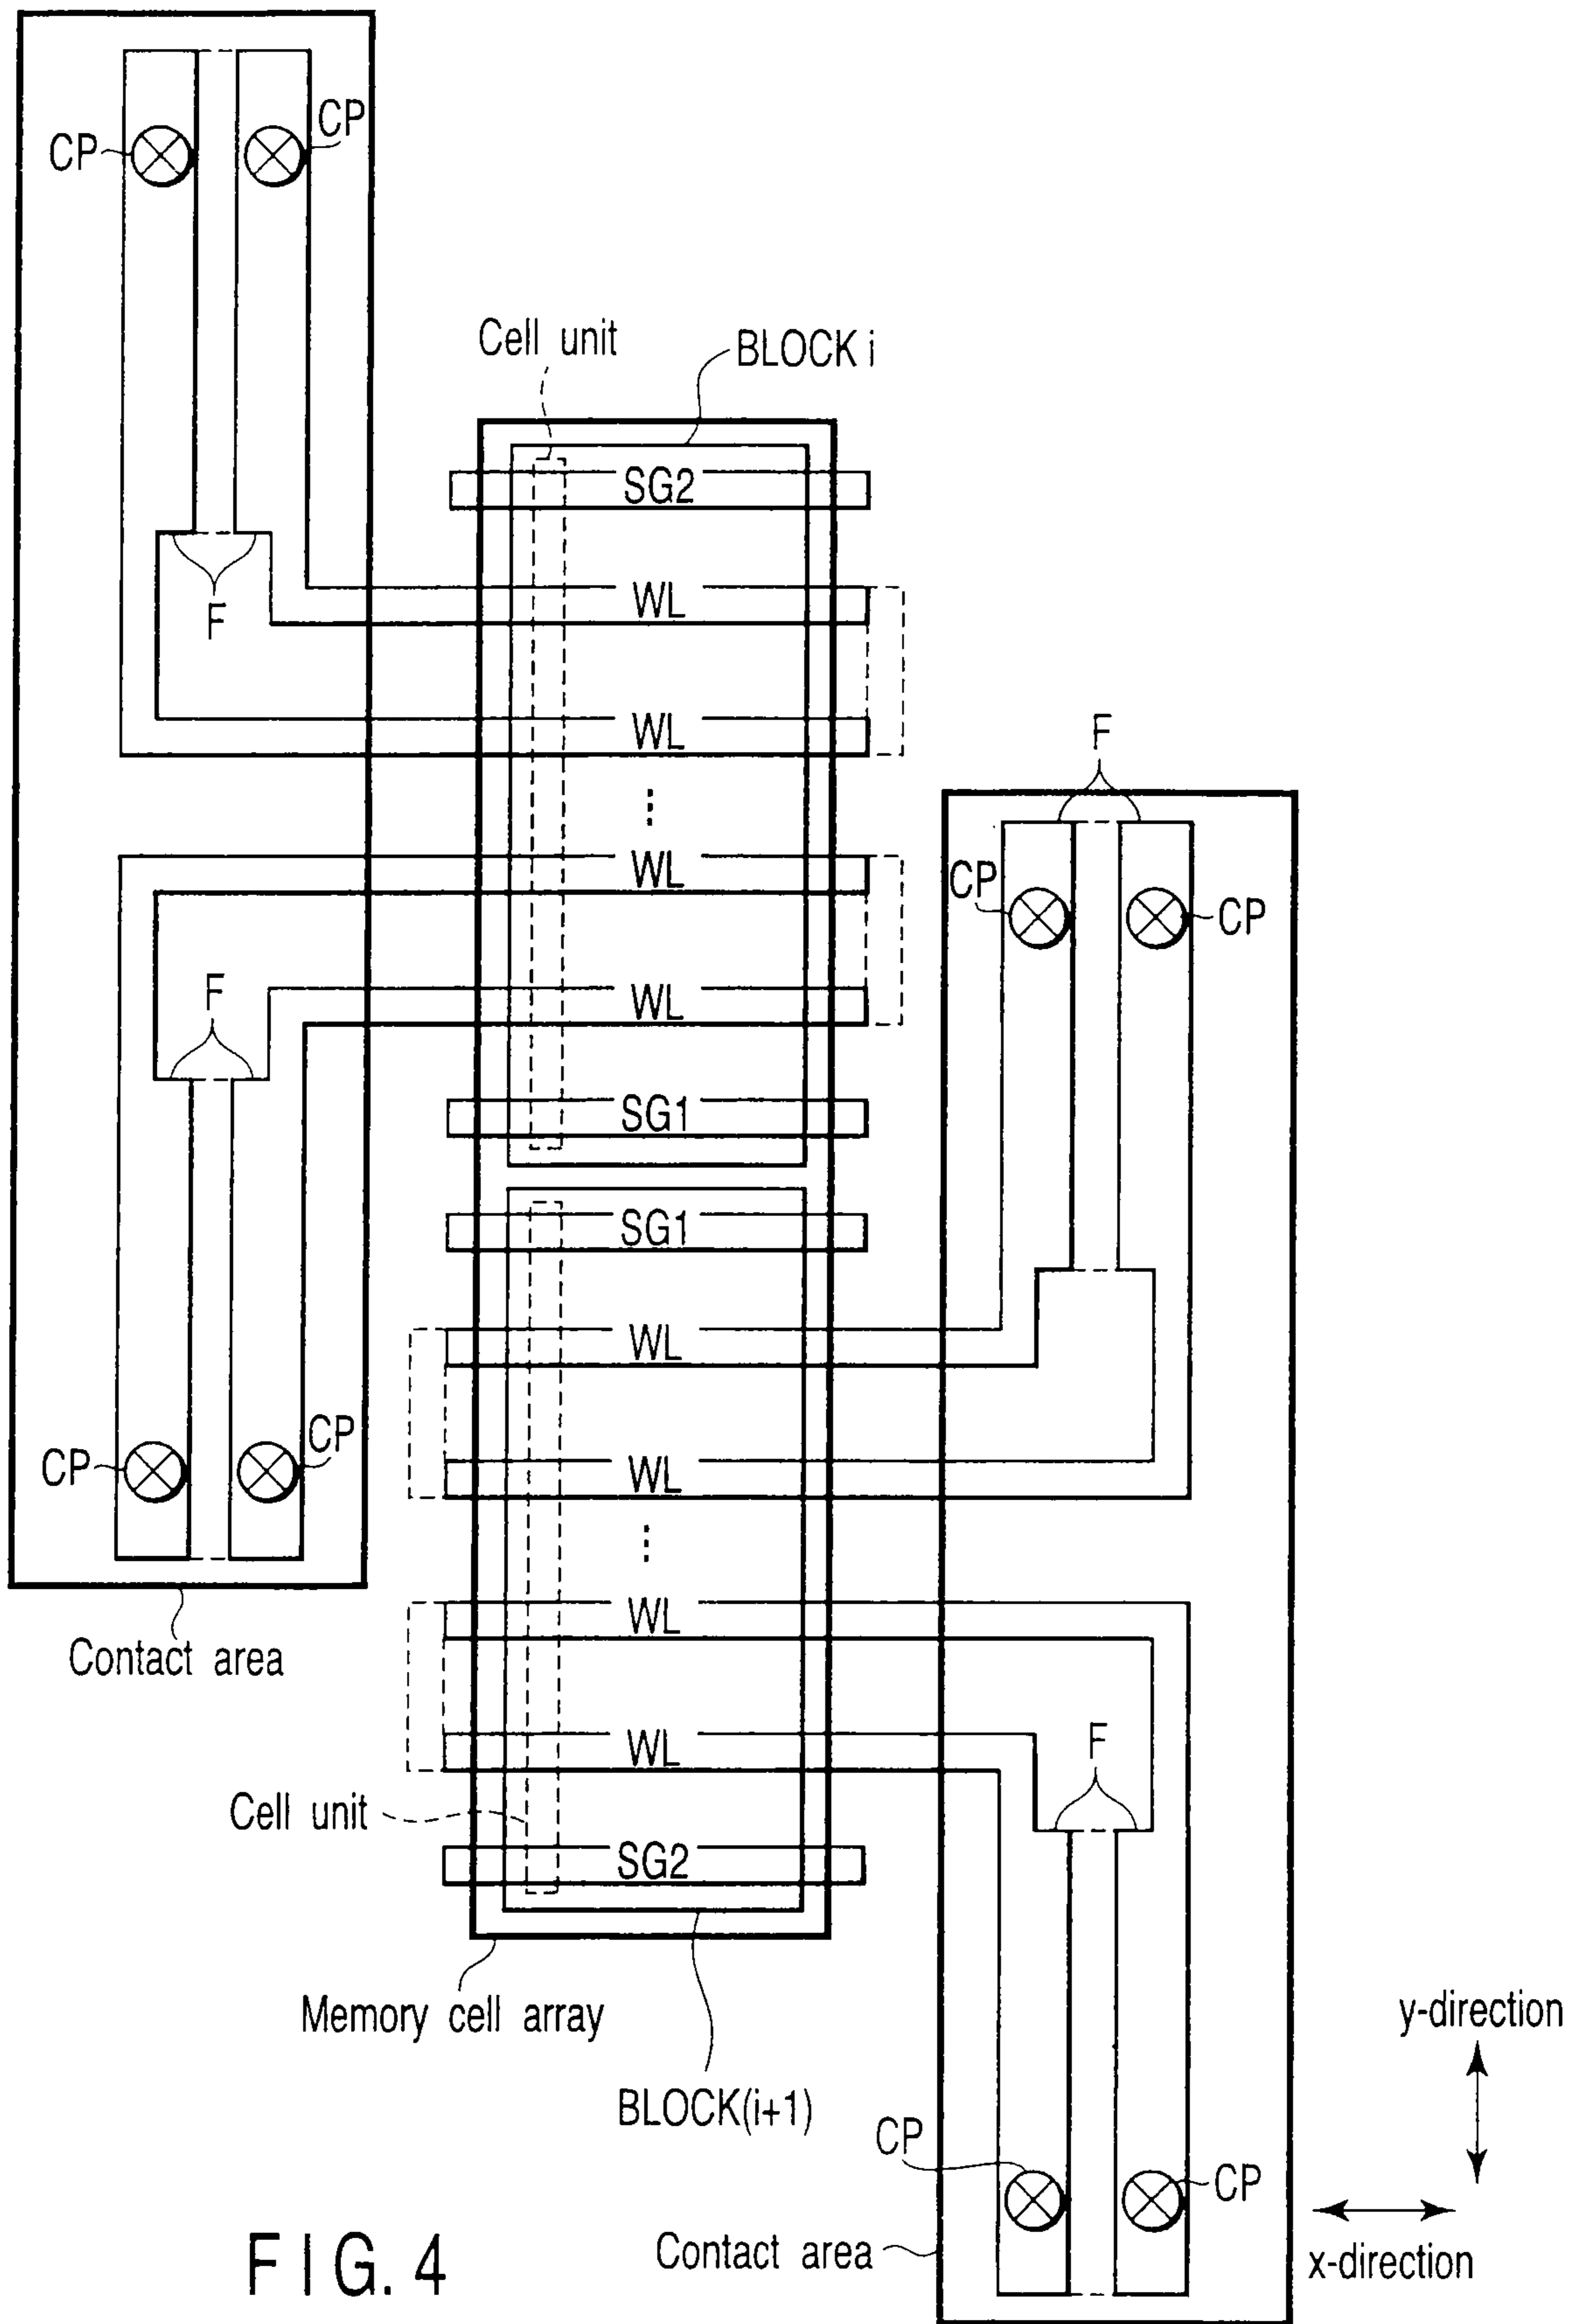 CP
CP
Cell unit
BLOCK i
SG2
F
WL
WL
F
⋮
WL
CP
CP
F
WL
SG1
SG1
WL
CP
CP
WL
⋮
WL
Contact area
F
WL
Cell unit
SG2
Memory cell array
y-direction
BLOCK(i+1)
CP
CP
Contact area
x-direction
FIG. 4